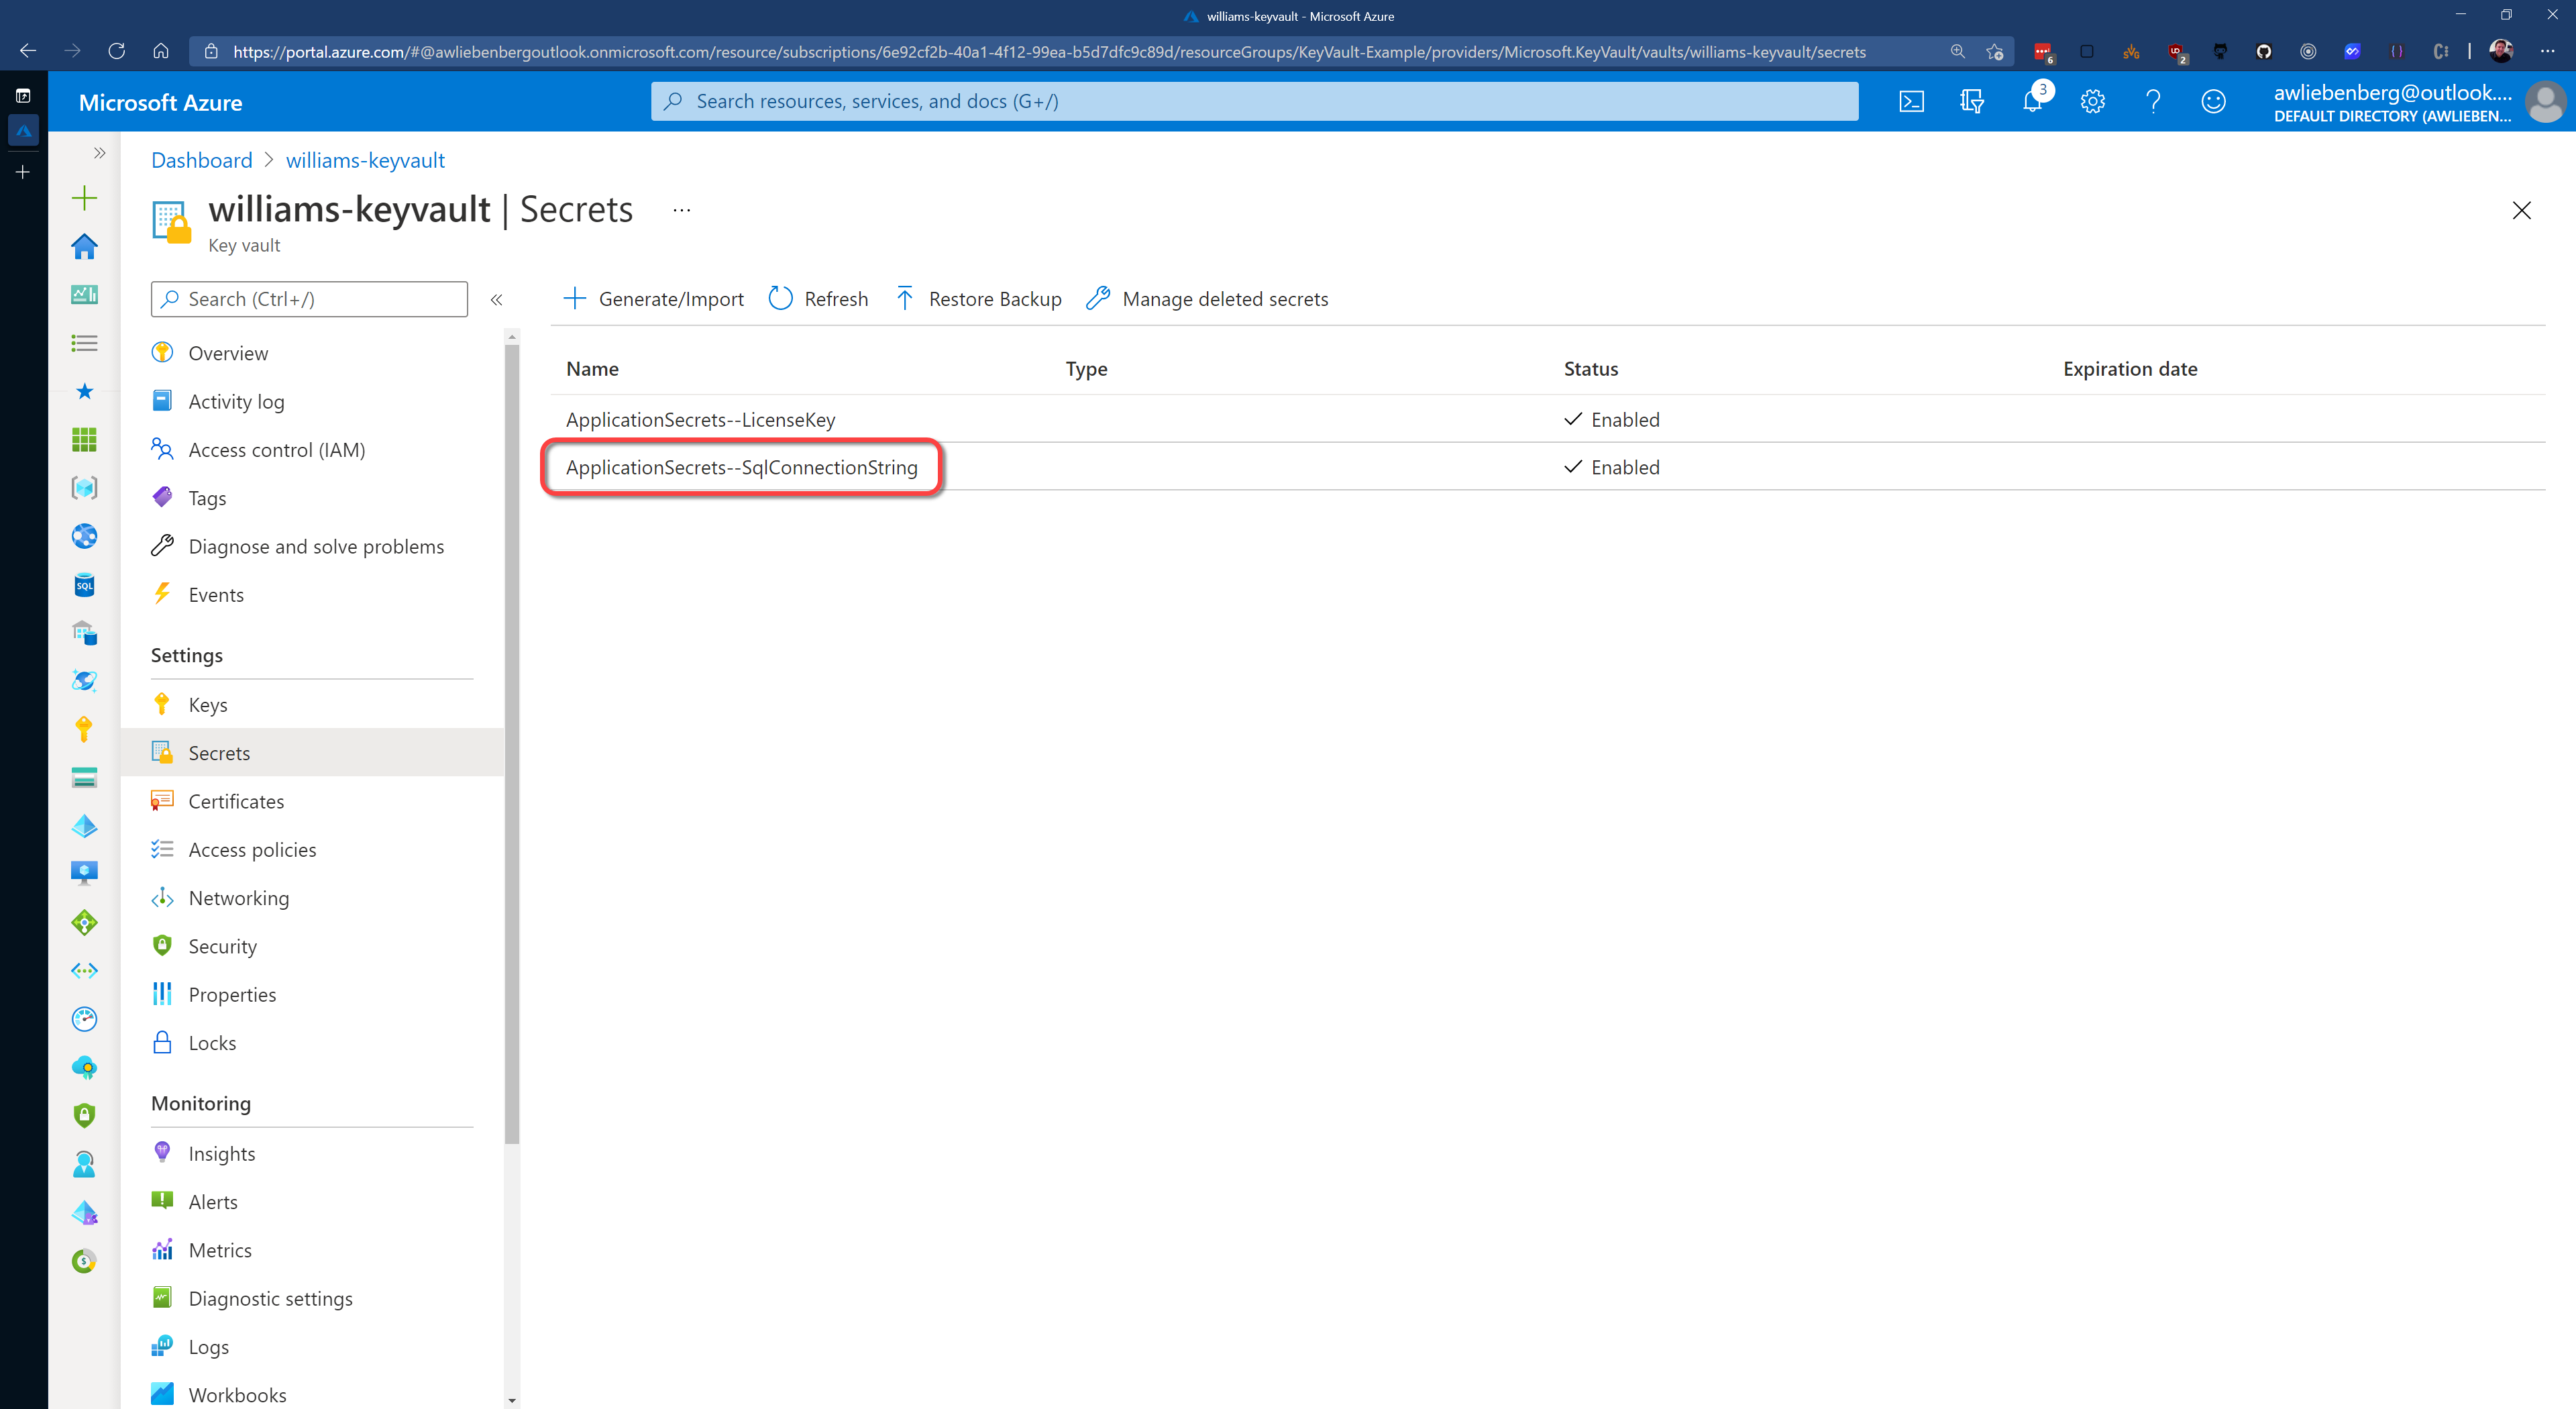 williams-keyvault - Microsoft Azure
https://portal.azure.com/#@awliebenbergoutlook.onmicrosoft.com/resource/subscriptions/6e92cf2b-40a1-4f12-99ea-b5d7dfc9c89d/resourceGroups/KeyVault-Example/providers/Microsoft.KeyVault/vaults/williams-keyvault/secrets
6
2
Microsoft Azure
Search resources, services, and docs (G+/)
3
awliebenberg@outlook....
DEFAULT DIRECTORY (AWLIEBEN...
Dashboard > williams-keyvault
williams-keyvault | Secrets ...
Key vault
Search (Ctrl+/)
Generate/Import Refresh Restore Backup Manage deleted secrets
Name Type Status Expiration date
ApplicationSecrets--LicenseKey Enabled
ApplicationSecrets--SqlConnectionString Enabled
Overview
Activity log
Access control (IAM)
Tags
Diagnose and solve problems
Events
Settings
Keys
Secrets
Certificates
Access policies
Networking
Security
Properties
Locks
Monitoring
Insights
Alerts
Metrics
Diagnostic settings
Logs
Workbooks
SQL